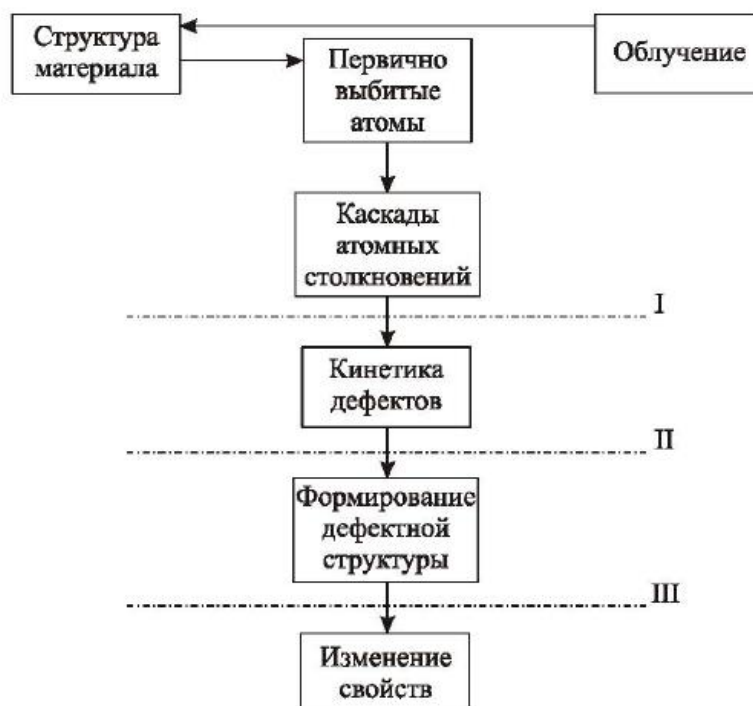 Структура
материала
Облучение
Первично
выбитые
атомы
Каскады
атомных
столкновений
I
Кинетика
дефектов
II
Формирование
дефектной
структуры
III
Изменение
свойств